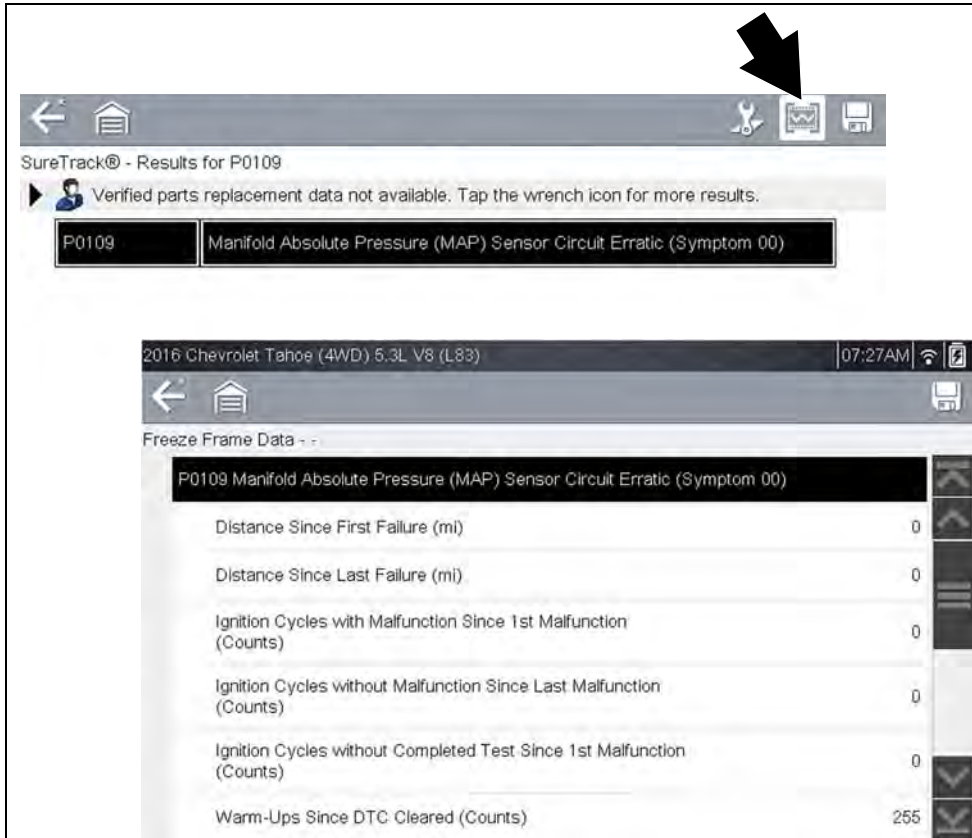 SureTrack® - Results for P0109
Verified parts replacement data not available. Tap the wrench icon for more results.
P0109 Manifold Absolute Pressure (MAP) Sensor Circuit Erratic (Symptom 00)
2016 Chevrolet Tahoe (4WD) 5.3L V8 (L83) 07:27AM
Freeze Frame Data - -
P0109 Manifold Absolute Pressure (MAP) Sensor Circuit Erratic (Symptom 00)
Distance Since First Failure (mi) 0
Distance Since Last Failure (mi) 0
Ignition Cycles with Malfunction Since 1st Malfunction
(Counts) 0
Ignition Cycles without Malfunction Since Last Malfunction
(Counts) 0
Ignition Cycles without Completed Test Since 1st Malfunction
(Counts) 0
Warm-Ups Since DTC Cleared (Counts) 255